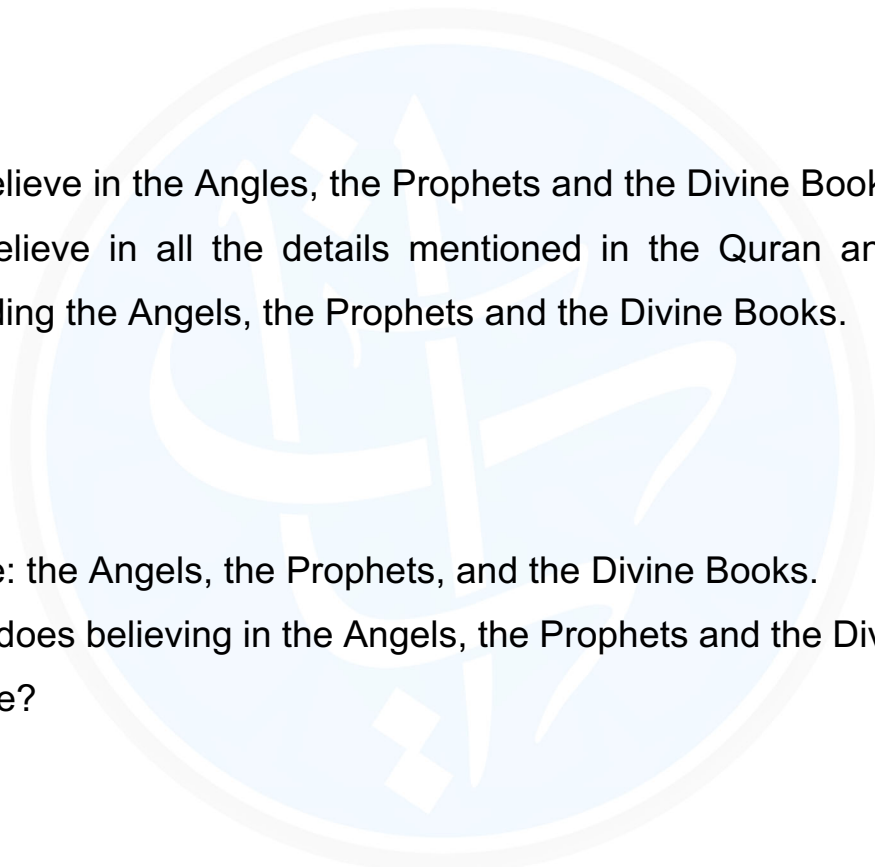 elieve in the Angles, the Prophets and the Divine Book
elieve in all the details mentioned in the Quran an
ling the Angels, the Prophets and the Divine Books.
e: the Angels, the Prophets, and the Divine Books.
does believing in the Angels, the Prophets and the Div
e?